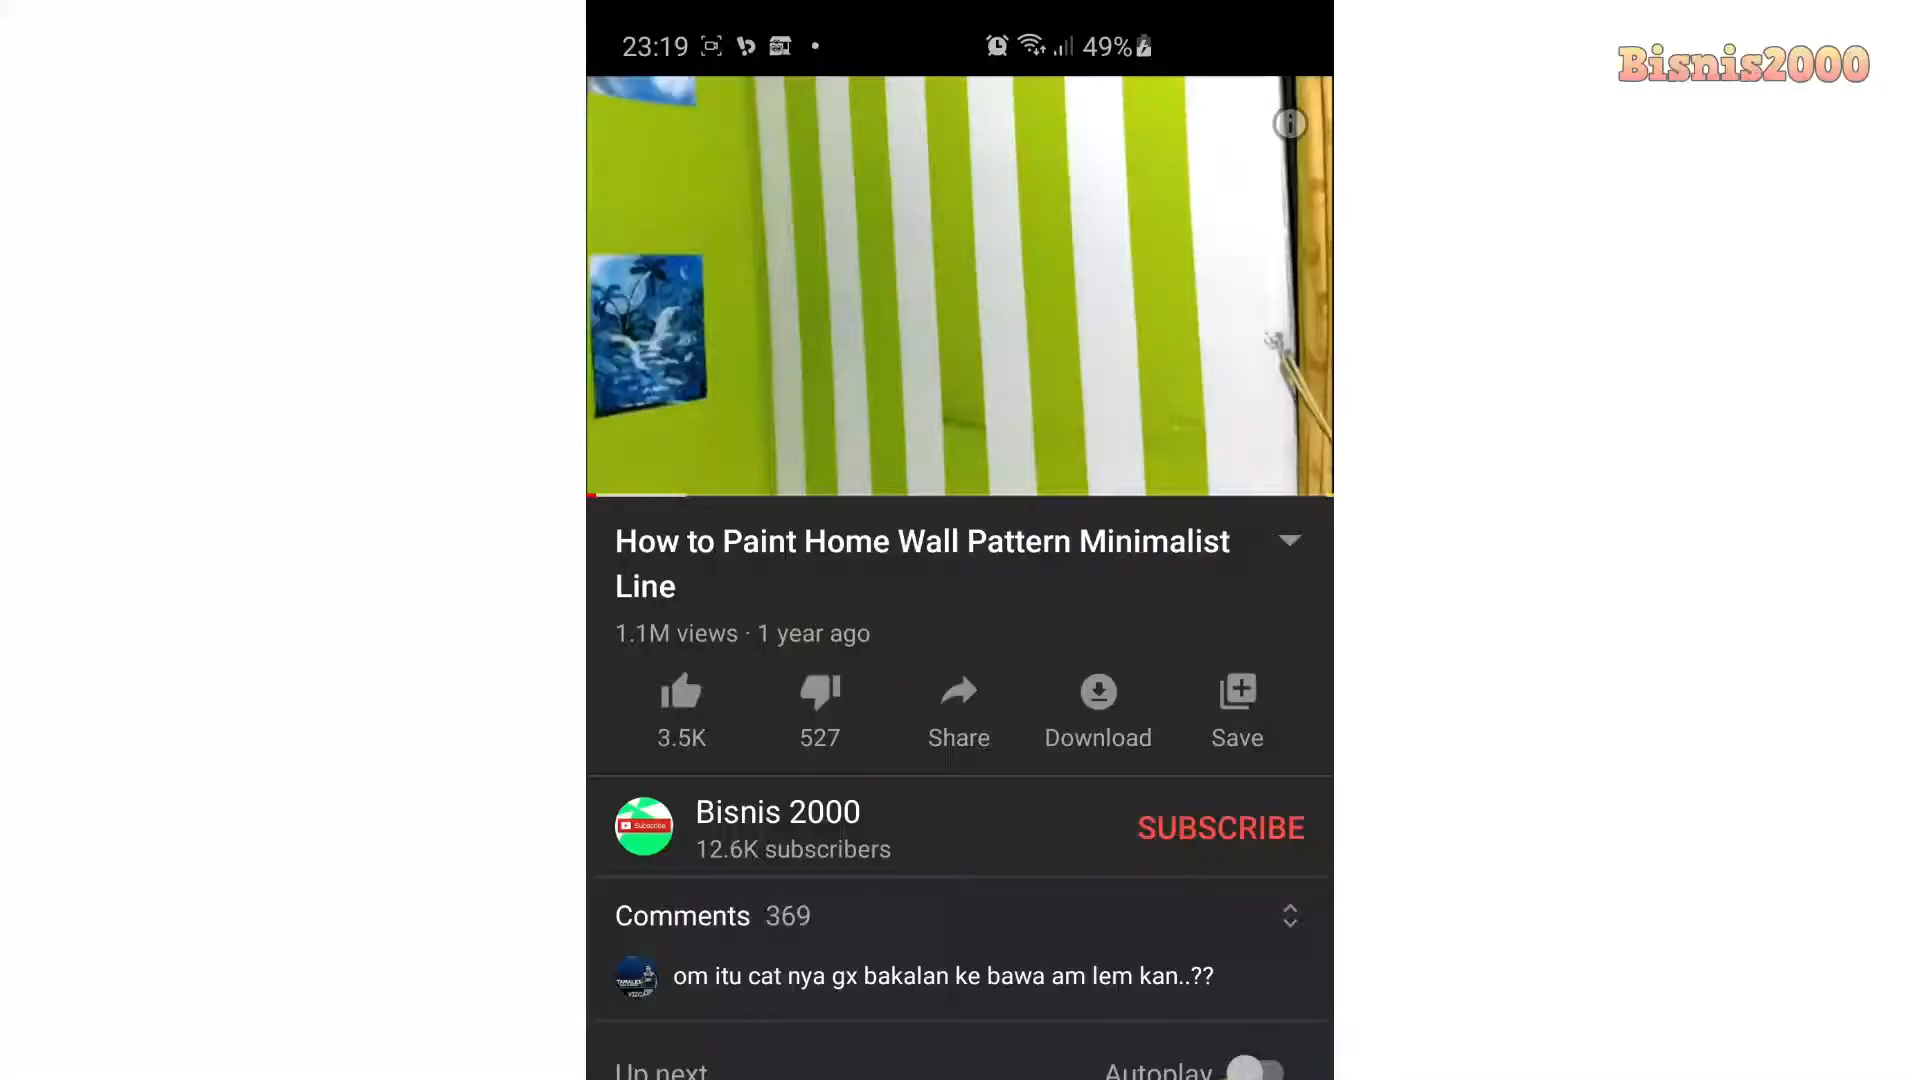 23:19
49%
Bisnis2000
How to Paint Home Wall Pattern Minimalist
Line
1.1M views · 1 year ago
3.5K
527
Share
Download
Save
Subscribe
Bisnis 2000
12.6K subscribers
SUBSCRIBE
Comments 369
om itu cat nya gx bakalan ke bawa am lem kan..??
Up next
Autoplay